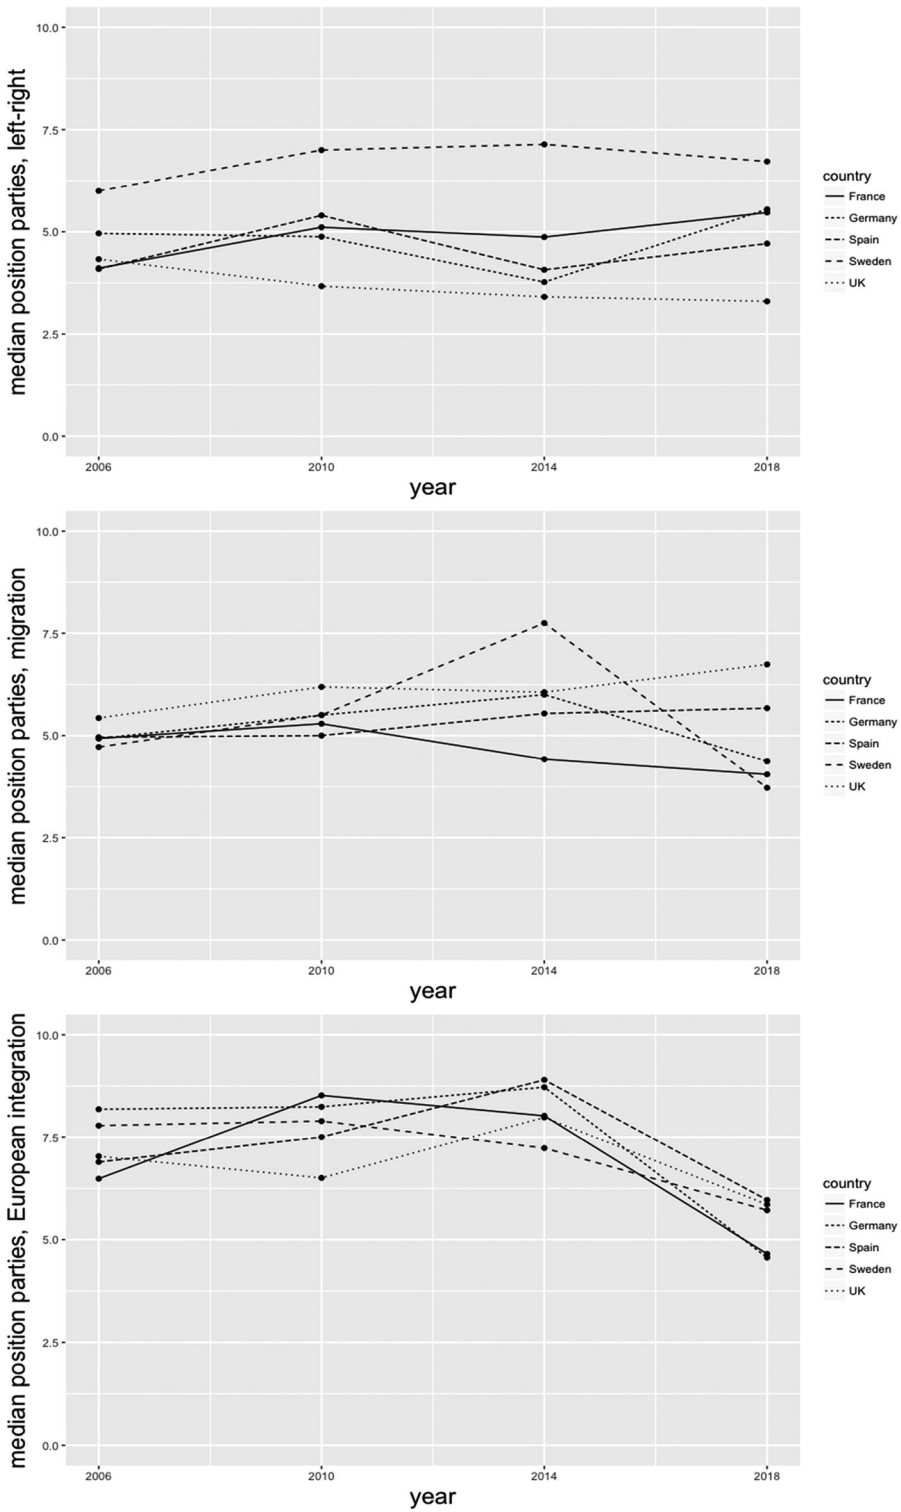 median position parties, left-right
10.0
7.5
5.0
2.5
0.0
2006 2010 2014 2018
year
country
France
Germany
Spain
Sweden
UK
median position parties, migration
10.0
7.5
5.0
2.5
0.0
2006 2010 2014 2018
year
country
France
Germany
Spain
Sweden
UK
median position parties, European integration
10.0
7.5
5.0
2.5
0.0
2006 2010 2014 2018
year
country
France
Germany
Spain
Sweden
UK